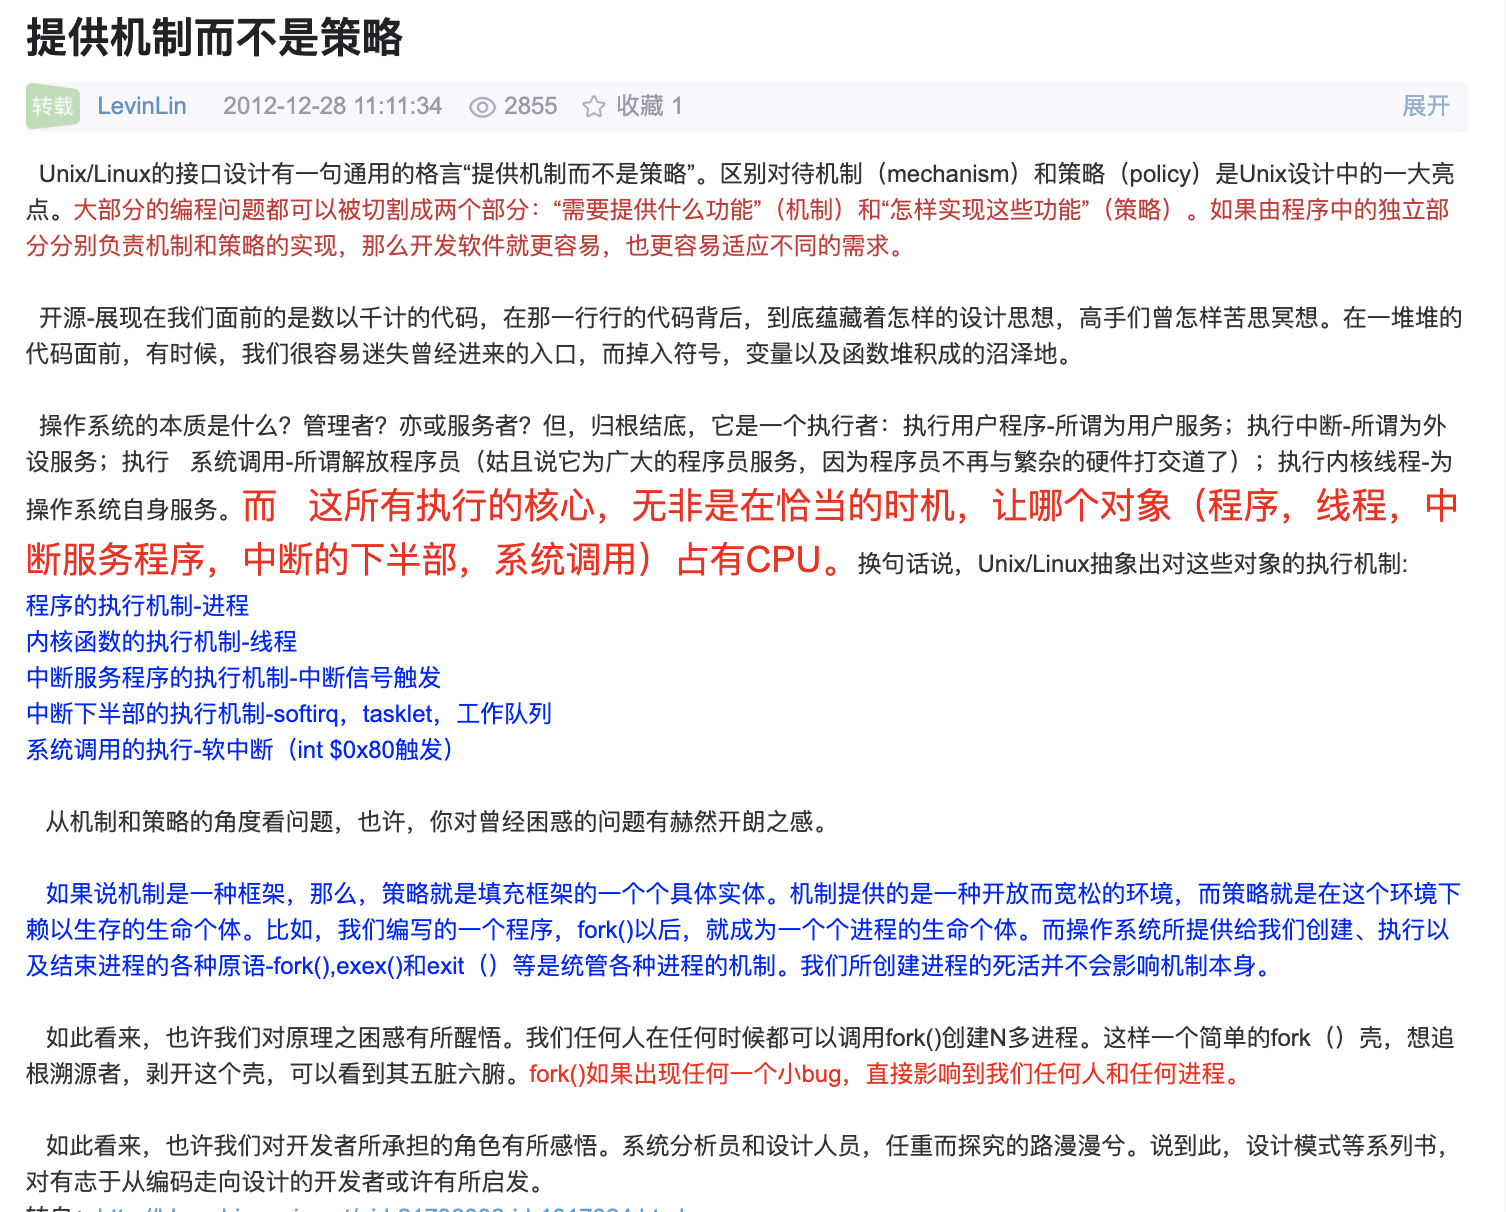 提供机制而不是策略
转载 LevinLin 2012-12-28 11:11:34 2855 收藏 1 展开
Unix/Linux的接口设计有一句通用的格言“提供机制而不是策略”。区别对待机制（mechanism）和策略（policy）是Unix设计中的一大亮
点。大部分的编程问题都可以被切割成两个部分：“需要提供什么功能”（机制）和“怎样实现这些功能”（策略）。如果由程序中的独立部
分分别负责机制和策略的实现，那么开发软件就更容易，也更容易适应不同的需求。
开源-展现在我们面前的是数以千计的代码，在那一行行的代码背后，到底蕴藏着怎样的设计思想，高手们曾怎样苦思冥想。在一堆堆的
代码面前，有时候，我们很容易迷失曾经进来的入口，而掉入符号，变量以及函数堆积成的沼泽地。
操作系统的本质是什么？管理者？亦或服务者？但，归根结底，它是一个执行者：执行用户程序-所谓为用户服务；执行中断-所谓为外
设服务；执行 系统调用-所谓解放程序员（姑且说它为广大的程序员服务，因为程序员不再与繁杂的硬件打交道了）；执行内核线程-为
操作系统自身服务。而 这所有执行的核心，无非是在恰当的时机，让哪个对象（程序，线程，中
断服务程序，中断的下半部，系统调用）占有CPU。换句话说，Unix/Linux抽象出对这些对象的执行机制:
程序的执行机制-进程
内核函数的执行机制-线程
中断服务程序的执行机制-中断信号触发
中断下半部的执行机制-softirq，tasklet，工作队列
系统调用的执行-软中断（int $0x80触发）
从机制和策略的角度看问题，也许，你对曾经困惑的问题有赫然开朗之感。
如果说机制是一种框架，那么，策略就是填充框架的一个个具体实体。机制提供的是一种开放而宽松的环境，而策略就是在这个环境下
赖以生存的生命个体。比如，我们编写的一个程序，fork()以后，就成为一个个进程的生命个体。而操作系统所提供给我们创建、执行以
及结束进程的各种原语-fork(),exex()和exit（）等是统管各种进程的机制。我们所创建进程的死活并不会影响机制本身。
如此看来，也许我们对原理之困惑有所醒悟。我们任何人在任何时候都可以调用fork()创建N多进程。这样一个简单的fork（）壳，想追
根溯源者，剥开这个壳，可以看到其五脏六腑。fork()如果出现任何一个小bug，直接影响到我们任何人和任何进程。
如此看来，也许我们对开发者所承担的角色有所感悟。系统分析员和设计人员，任重而探究的路漫漫兮。说到此，设计模式等系列书，
对有志于从编码走向设计的开发者或许有所启发。